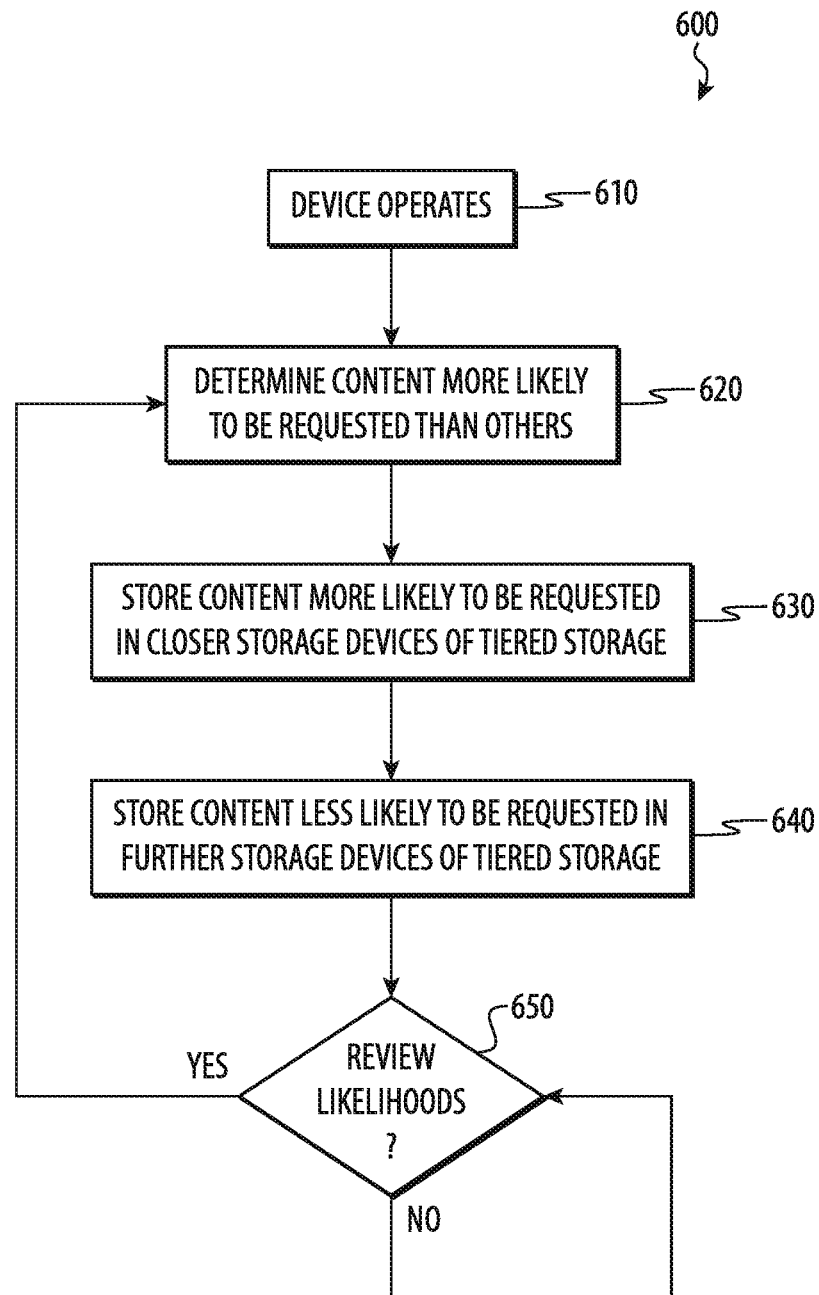 600
DEVICE OPERATES
610
DETERMINE CONTENT MORE LIKELY
TO BE REQUESTED THAN OTHERS
620
STORE CONTENT MORE LIKELY TO BE REQUESTED
IN CLOSER STORAGE DEVICES OF TIERED STORAGE
630
STORE CONTENT LESS LIKELY TO BE REQUESTED IN
FURTHER STORAGE DEVICES OF TIERED STORAGE
640
650
YES
REVIEW
LIKELIHOODS
?
NO